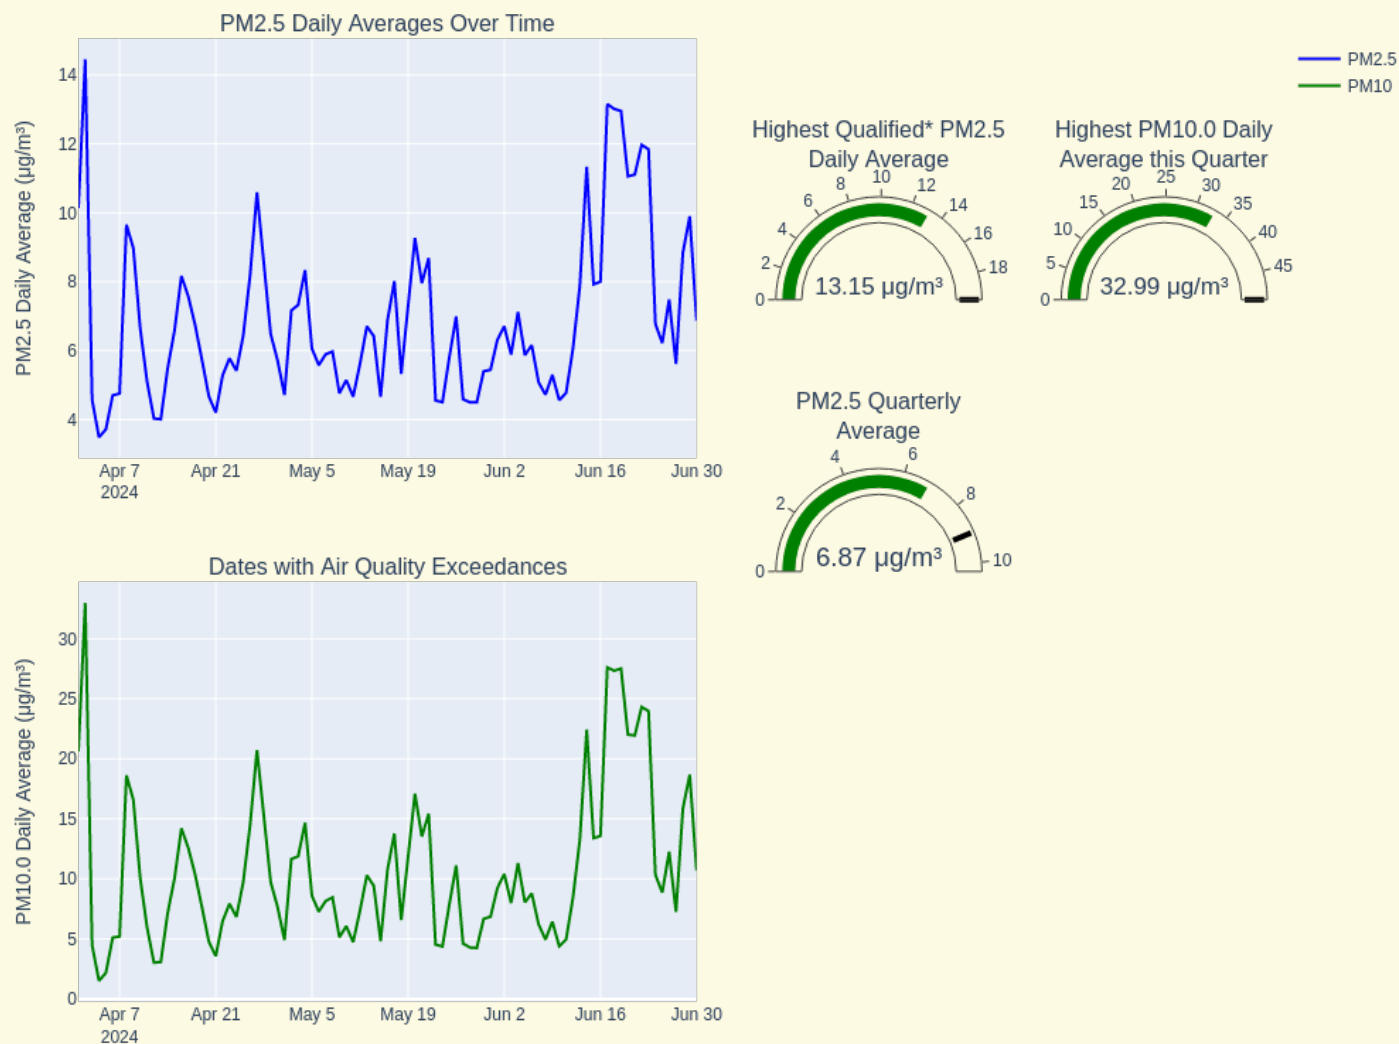 PM2.5 Daily Averages Over Time
PM2.5 Daily Average (µg/m³)
14
12
10
8
6
4
Apr 7
2024
Apr 21
May 5
May 19
Jun 2
Jun 16
Jun 30
PM2.5
PM10
Highest Qualified* PM2.5
Daily Average
0
2
4
6
8
10
12
14
16
18
13.15 µg/m³
Highest PM10.0 Daily
Average this Quarter
0
5
10
15
20
25
30
35
40
45
32.99 µg/m³
PM2.5 Quarterly
Average
0
2
4
6
8
10
6.87 µg/m³
Dates with Air Quality Exceedances
PM10.0 Daily Average (µg/m³)
30
25
20
15
10
5
0
Apr 7
2024
Apr 21
May 5
May 19
Jun 2
Jun 16
Jun 30